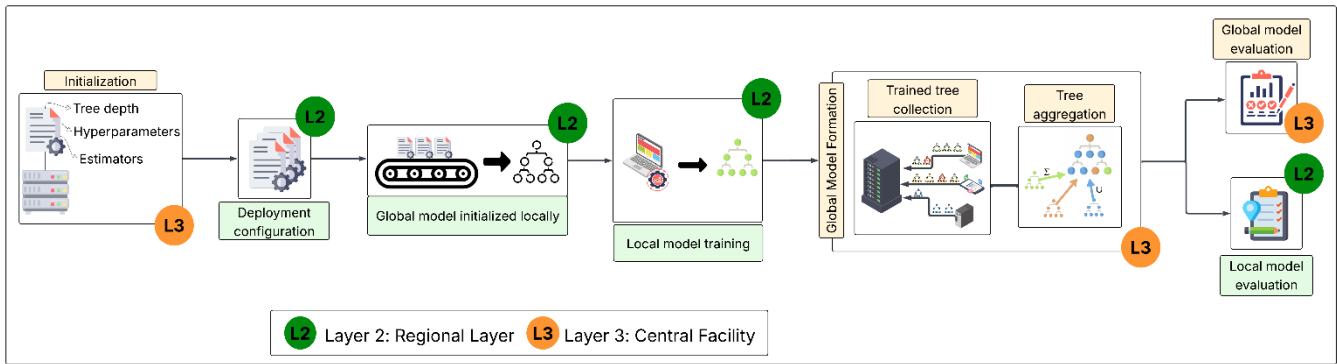 Initialization
Tree depth
Hyperparameters
Estimators
L3
L2
Deployment
configuration
L2
Global model initialized locally
L2
Local model training
Global Model Formation
Trained tree
collection
Tree
aggregation
Σ
∪
L3
Global model
evaluation
L3
L2
Local model
evaluation
L2 Layer 2: Regional Layer L3 Layer 3: Central Facility